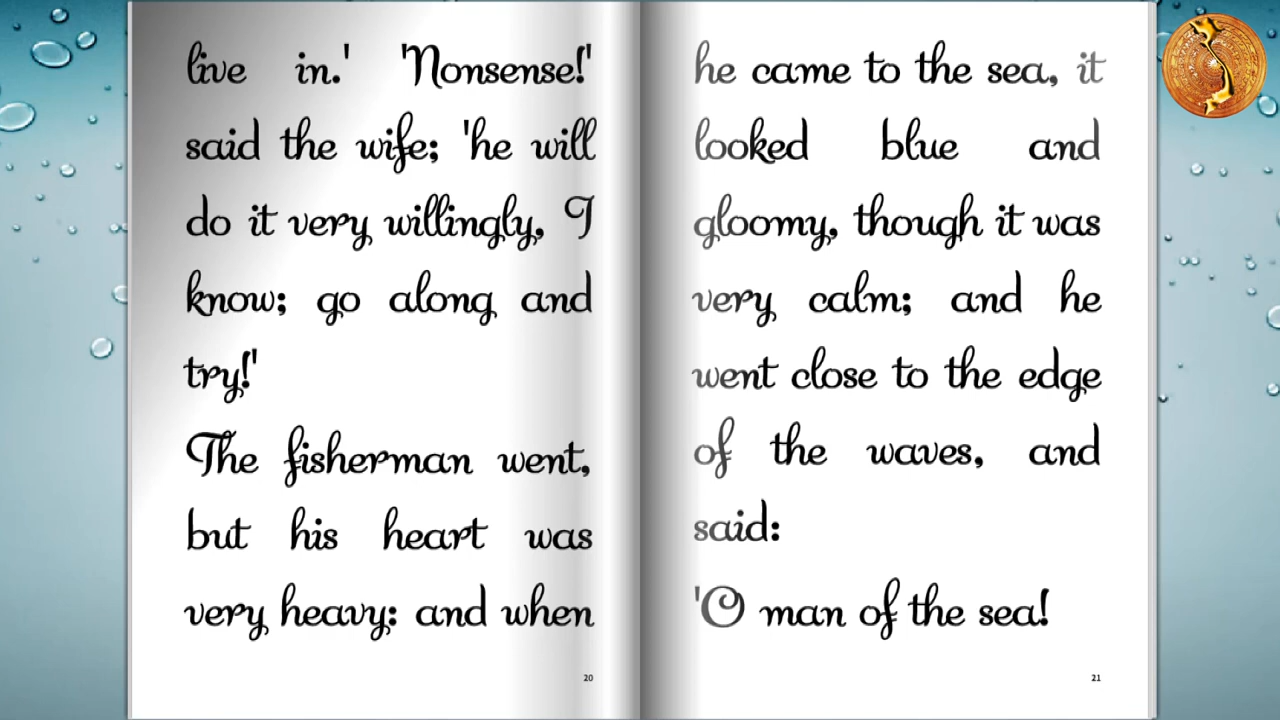 live in.' 'Nonsense!'
said the wife; 'he will
do it very willingly, I
know; go along and
try!'
The fisherman went,
but his heart was
very heavy: and when
20
he came to the sea, it
looked blue and
gloomy, though it was
very calm; and he
went close to the edge
of the waves, and
said:
'O man of the sea!
21